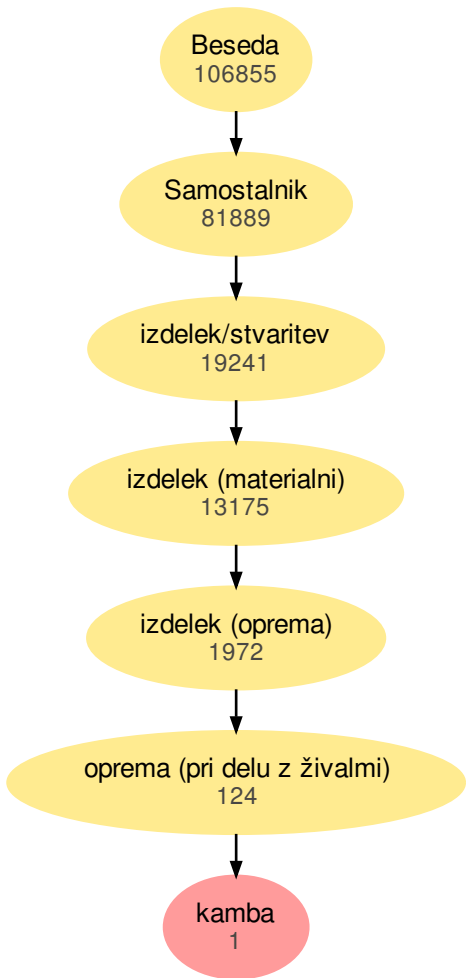 Beseda
106855
Samostalnik
81889
izdelek/stvaritev
19241
izdelek (materialni)
13175
izdelek (oprema)
1972
oprema (pri delu z živalmi)
124
kamba
1